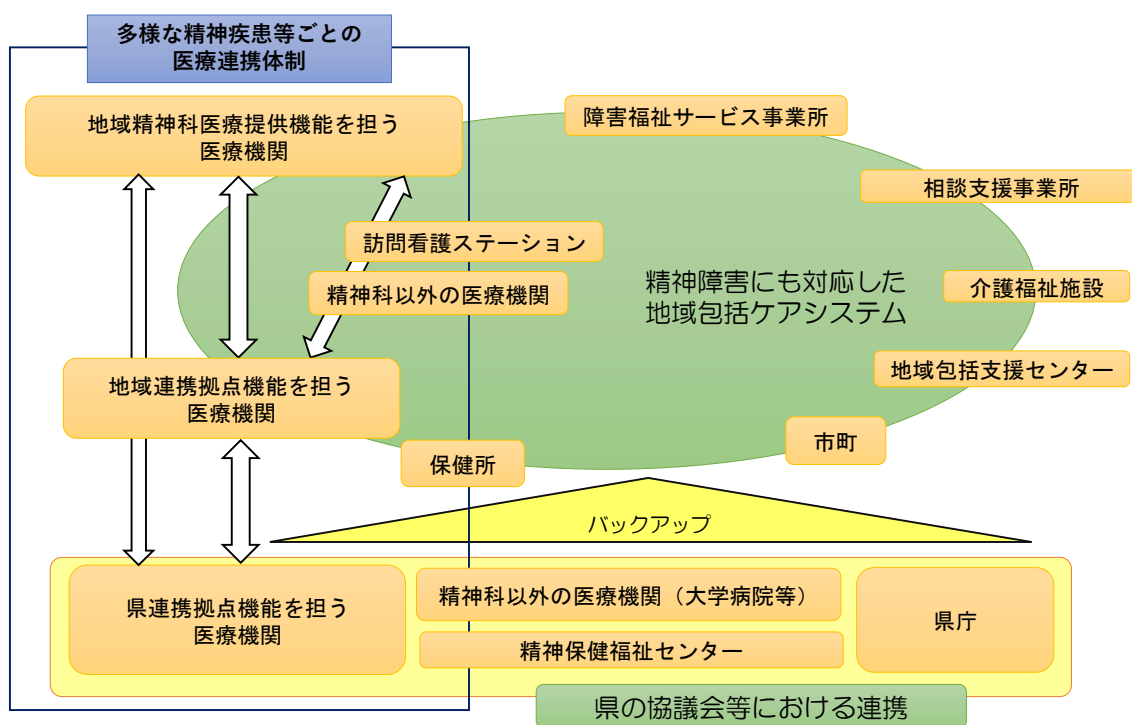 多様な精神疾患等ごとの
医療連携体制
地域精神科医療提供機能を担う
医療機関
障害福祉サービス事業所
相談支援事業所
訪問看護ステーション
精神科以外の医療機関
精神障害にも対応した
地域包括ケアシステム
介護福祉施設
地域連携拠点機能を担う
医療機関
地域包括支援センター
市町
保健所
バックアップ
県連携拠点機能を担う
医療機関
精神科以外の医療機関（大学病院等）
精神保健福祉センター
県庁
県の協議会等における連携